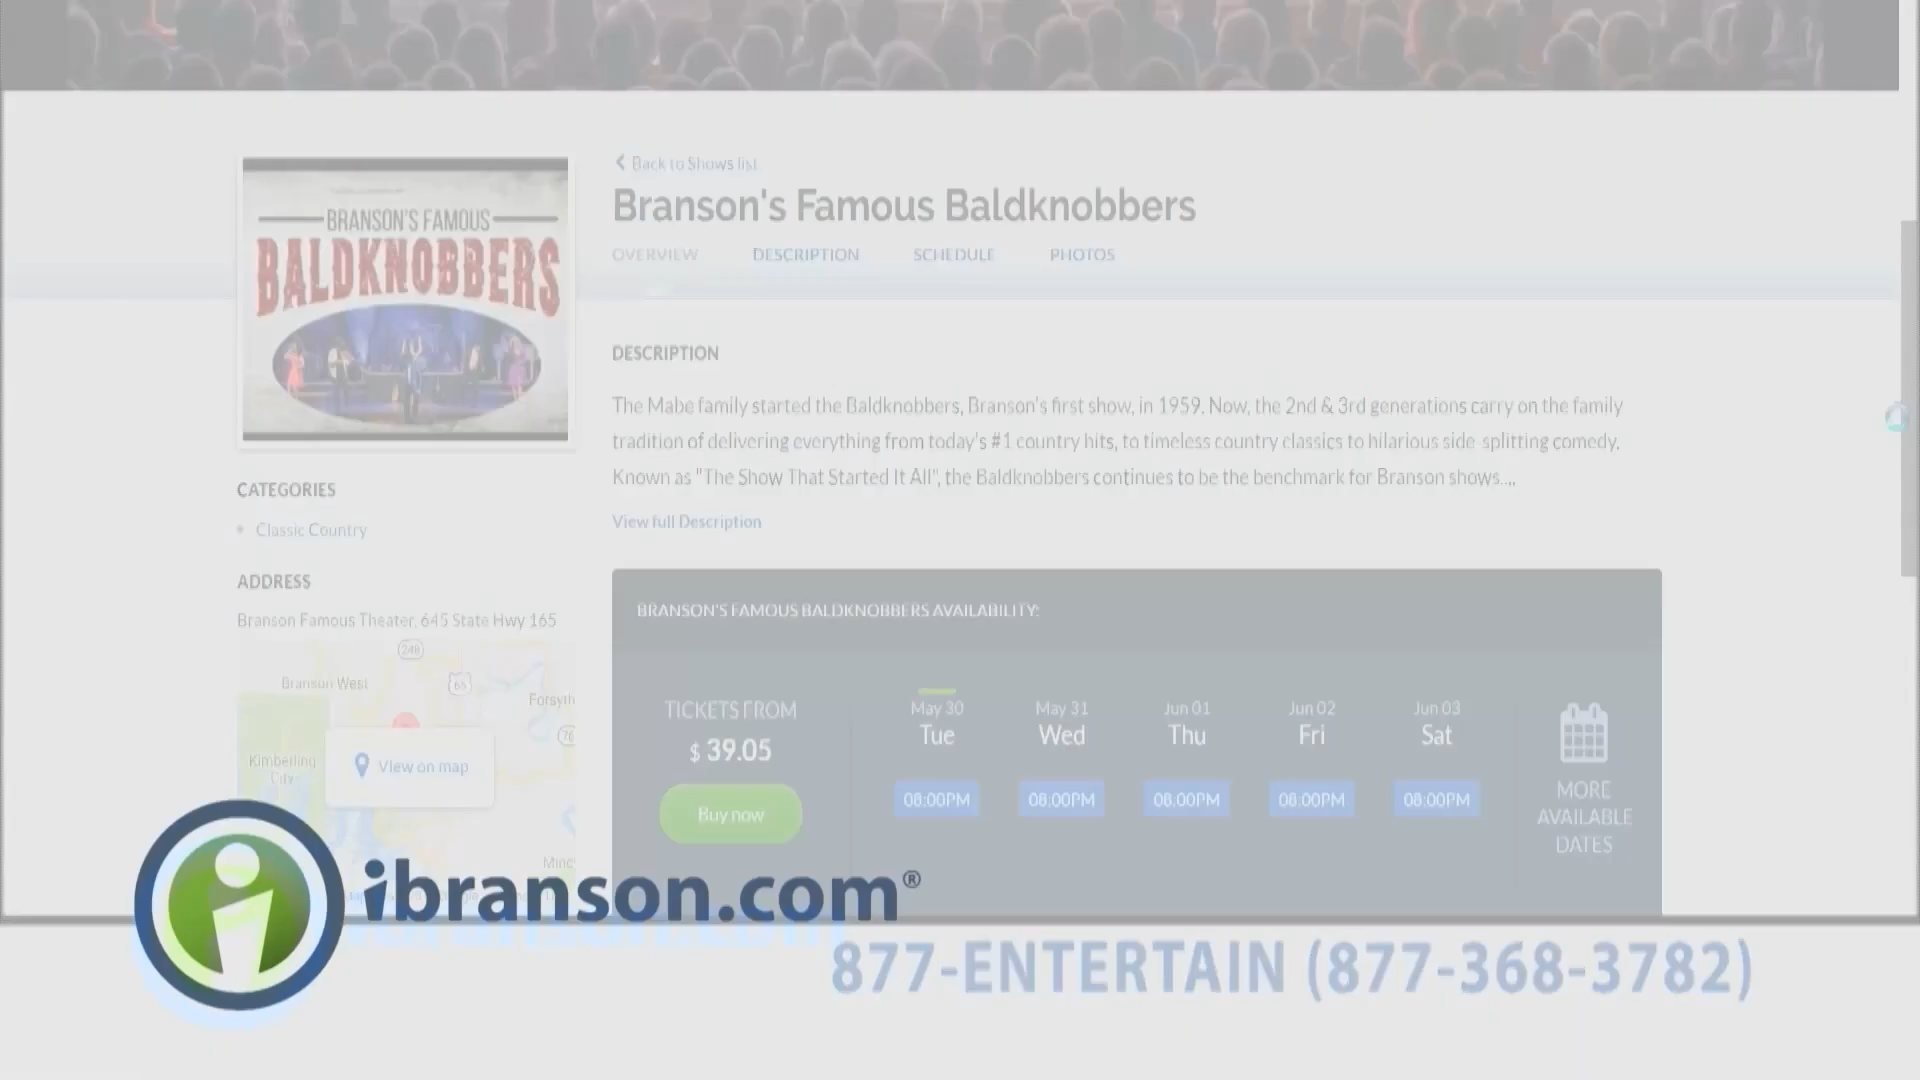 Back to Shows list
Branson's Famous Baldknobbers
OVERVIEW DESCRIPTION SCHEDULE PHOTOS
BRANSON'S FAMOUS
BALDKNOBBERS
DESCRIPTION
The Mabe family started the Baldknobbers, Branson's first show, in 1959. Now, the 2nd & 3rd generations carry on the family
tradition of delivering everything from today's #1 country hits, to timeless country classics to hilarious side-splitting comedy.
Known as "The Show That Started It All", the Baldknobbers continues to be the benchmark for Branson shows....
View full Description
CATEGORIES
Classic Country
ADDRESS
Branson Famous Theater, 645 State Hwy 165
248
Branson West
65
Forsyth
76
Kimberling
City
View on map
Minc
BRANSON'S FAMOUS BALDKNOBBERS AVAILABILITY:
TICKETS FROM
$ 39.05
Buy now
May 30 May 31 Jun 01 Jun 02 Jun 03
Tue Wed Thu Fri Sat
08:00PM 08:00PM 08:00PM 08:00PM 08:00PM
MORE
AVAILABLE
DATES
ibranson.com®
877-ENTERTAIN (877-368-3782)